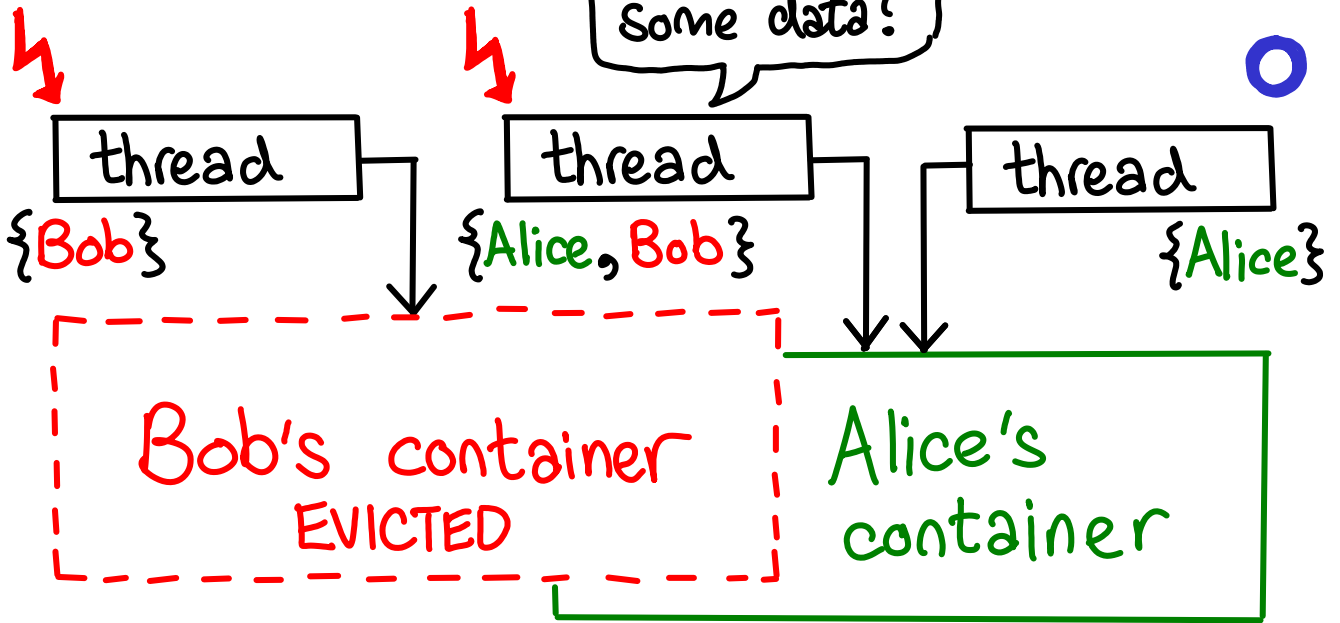 some data?
thread
thread
thread
{Bob}
{Alice, Bob}
{Alice}
Bob's container
EVICTED
Alice's
container